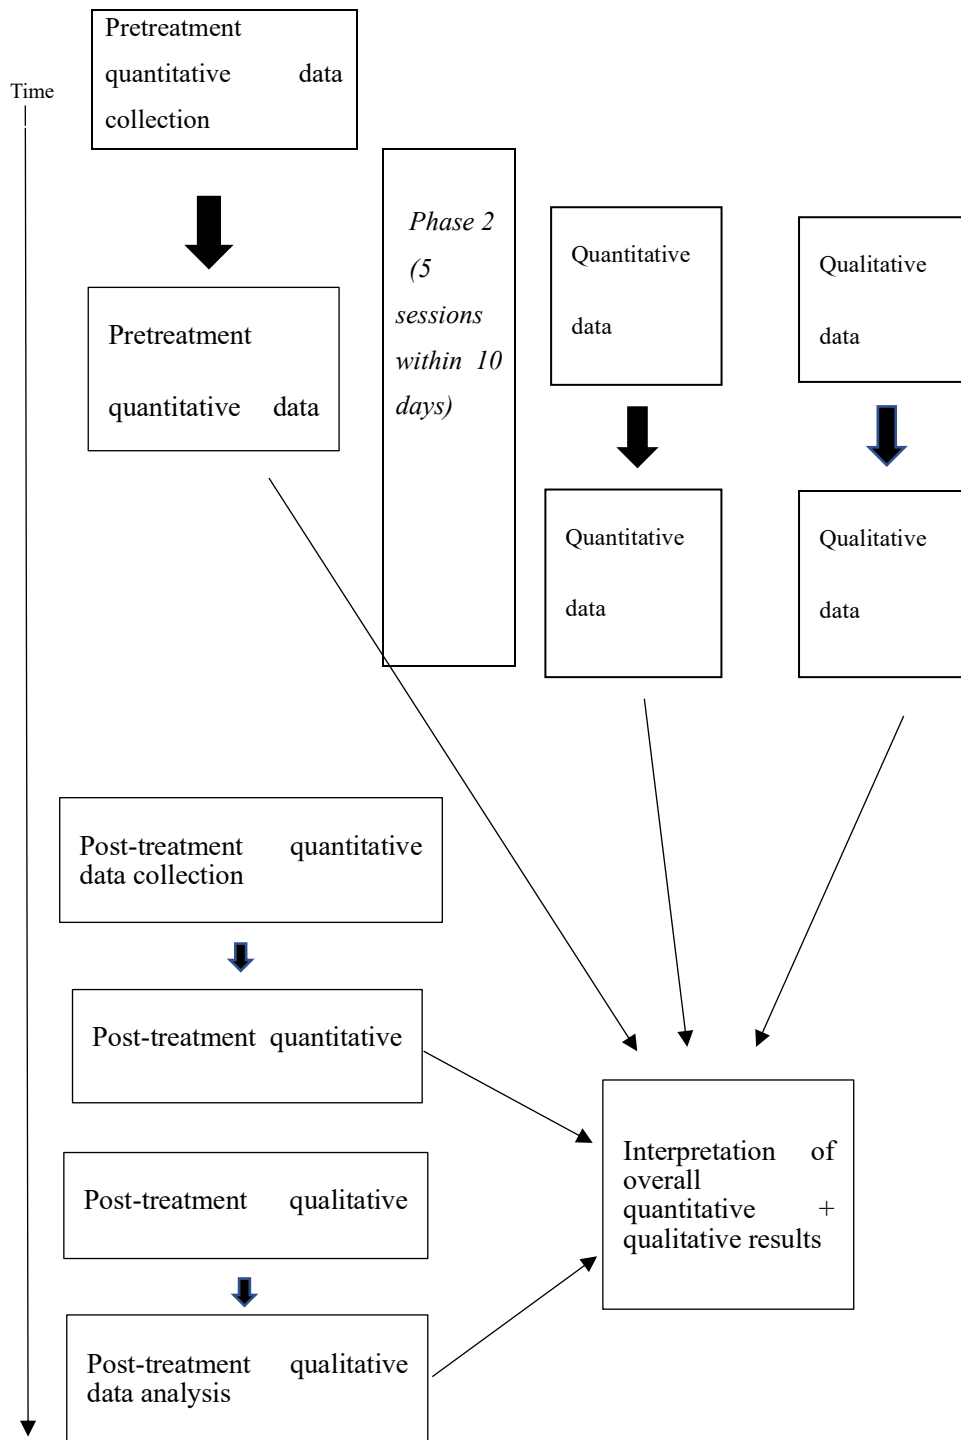 Pretreatment
quantitative data
collection
Time
Pretreatment
quantitative data
Phase 2
(5
sessions
within 10
days)
Quantitative
data
Qualitative
data
Quantitative
data
Qualitative
data
Post-treatment quantitative
data collection
Post-treatment quantitative
Post-treatment qualitative
Post-treatment qualitative
data analysis
Interpretation of
overall
quantitative +
qualitative results